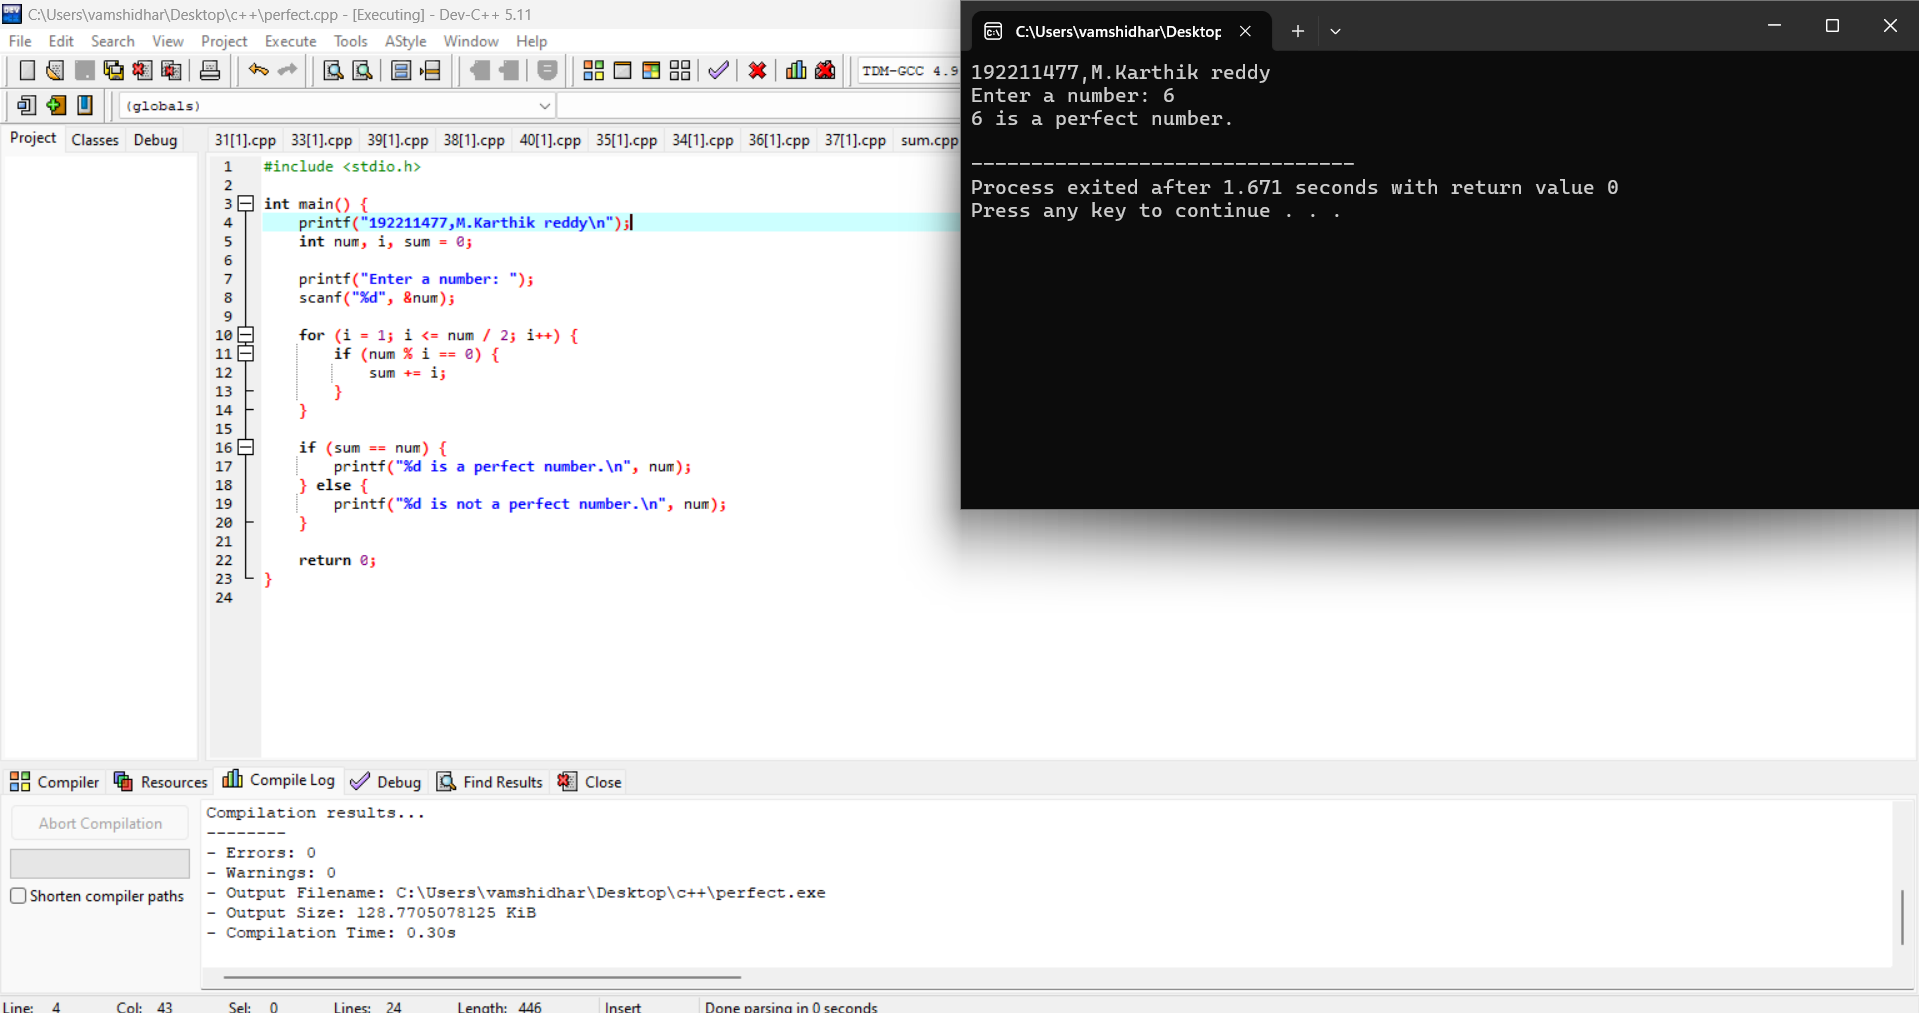 C:\Users\vamshidhar\Desktop\c++\perfect.cpp - [Executing] - Dev-C++ 5.11
File Edit Search View Project Execute Tools AStyle Window Help
TDM-GCC 4.9
(globals)
Project Classes Debug
31[1].cpp 33[1].cpp 39[1].cpp 38[1].cpp 40[1].cpp 35[1].cpp 34[1].cpp 36[1].cpp 37[1].cpp sum.cpp
1 #include <stdio.h>
2
3 int main() {
4 printf("192211477,M.Karthik reddy\n");
5 int num, i, sum = 0;
6
7 printf("Enter a number: ");
8 scanf("%d", &num);
9
10 for (i = 1; i <= num / 2; i++) {
11 if (num % i == 0) {
12 sum += i;
13 }
14 }
15
16 if (sum == num) {
17 printf("%d is a perfect number.\n", num);
18 } else {
19 printf("%d is not a perfect number.\n", num);
20 }
21
22 return 0;
23 }
24
C:\Users\vamshidhar\Desktop
192211477,M.Karthik reddy
Enter a number: 6
6 is a perfect number.
--------------------------------
Process exited after 1.671 seconds with return value 0
Press any key to continue . . .
Compiler Resources Compile Log Debug Find Results Close
Abort Compilation
Shorten compiler paths
Compilation results...
--------
- Errors: 0
- Warnings: 0
- Output Filename: C:\Users\vamshidhar\Desktop\c++\perfect.exe
- Output Size: 128.7705078125 KiB
- Compilation Time: 0.30s
Line: 4 Col: 43 Sel: 0 Lines: 24 Length: 446 Insert Done parsing in 0 seconds